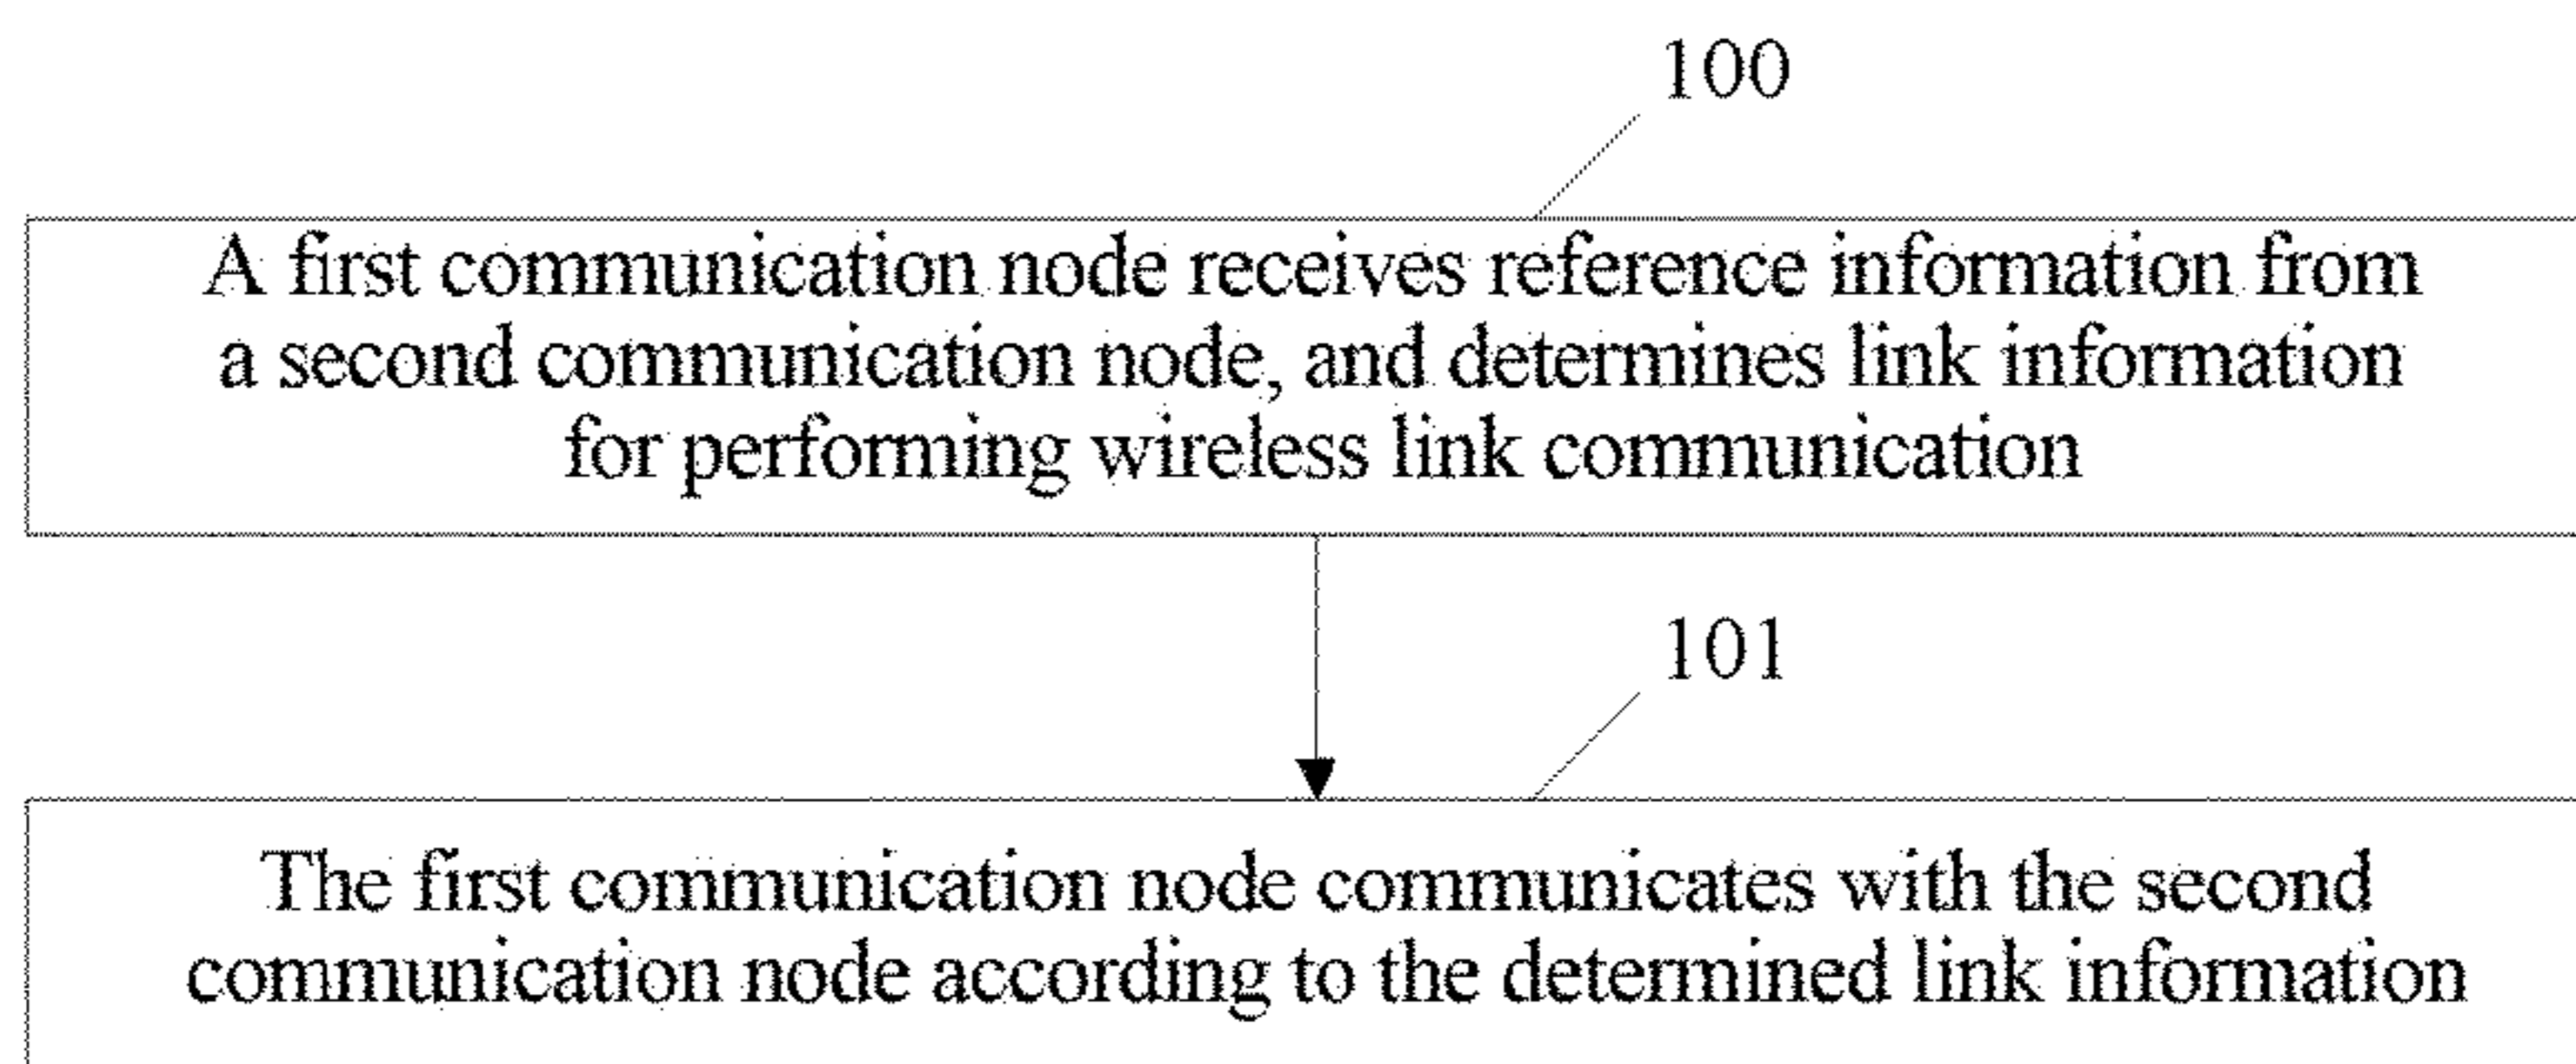 100
A first communication node receives reference information from
a second communication node, and determines link information
for performing wireless link communication
101
The first communication node communicates with the second
communication node according to the determined link information